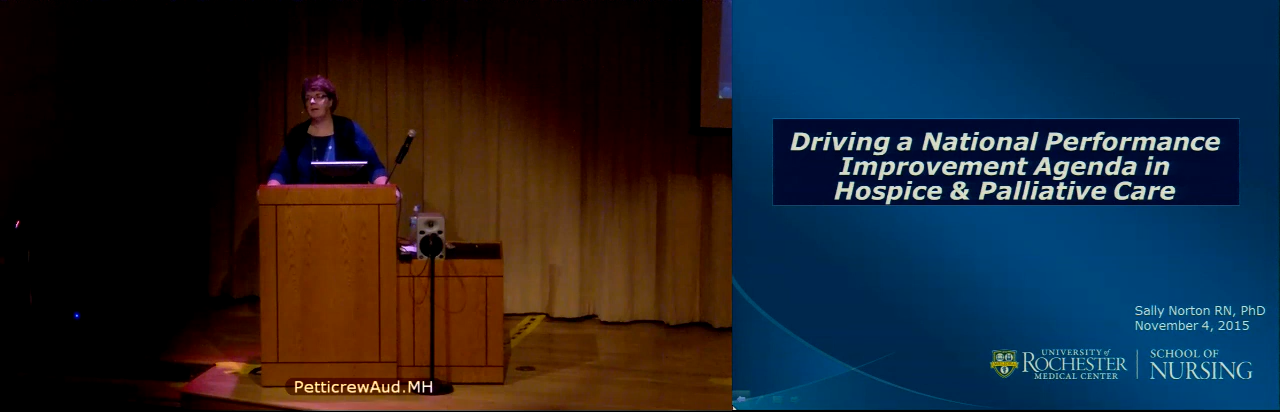 PetticrewAud.MH
Driving a National Performance
Improvement Agenda in
Hospice & Palliative Care
Sally Norton RN, PhD
November 4, 2015
UNIVERSITY of
ROCHESTER
MEDICAL CENTER
SCHOOL OF
NURSING